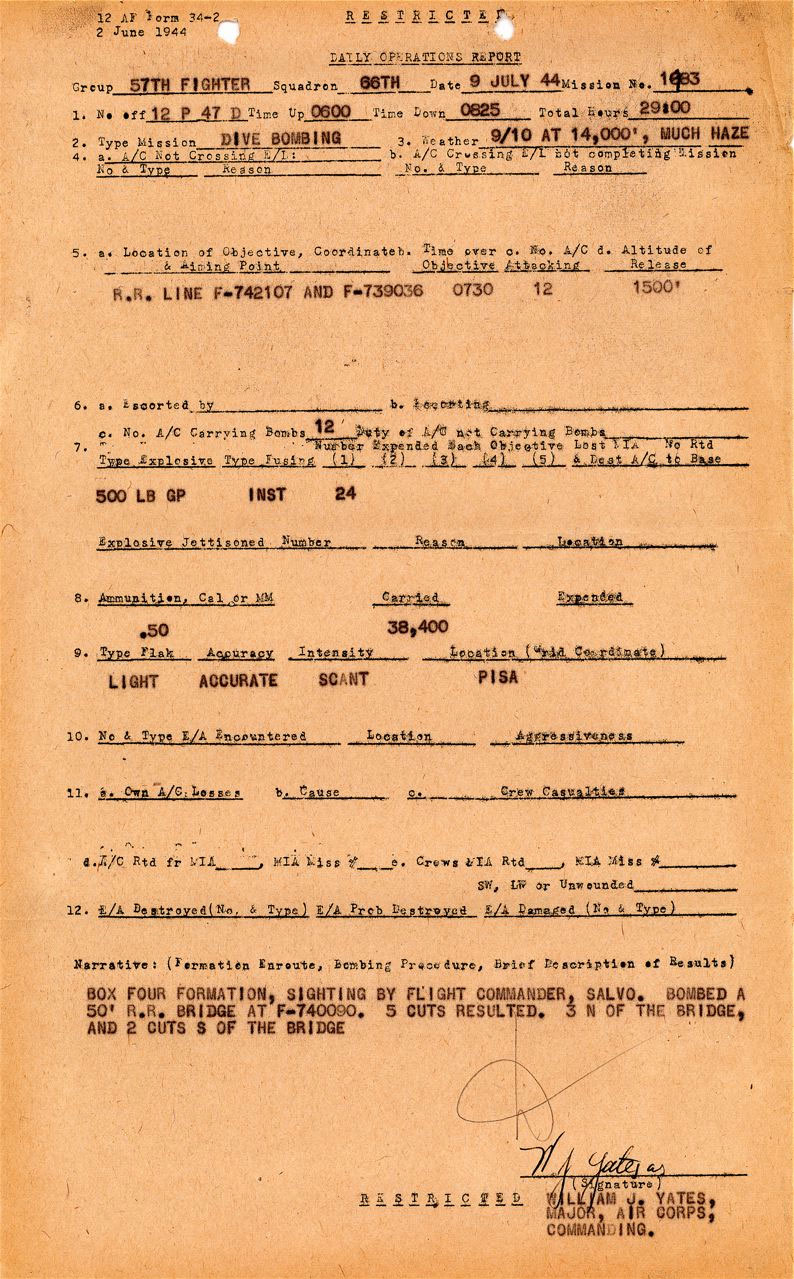 12 AF Form 34-2
2 June 1944
R E S T R I C T E D
DAILY OPERATIONS REPORT
Group 57TH FIGHTER Squadron 66TH Date 9 JULY 44 Mission No. 1683
1. No off 12 P 47 D Time Up 0600 Time Down 0825 Total Hours 29:00
2. Type Mission DIVE BOMBING 3. Weather 9/10 AT 14,000', MUCH HAZE
4. a. A/C Not Crossing E/L: b. A/C Crossing E/L not completing Mission
No & Type Reason No. & Type Reason
5. a. Location of Objective, Coordinate b. Time over c. No. A/C d. Altitude of
& Aiming Point Objective Attacking Release
R.R. LINE F-742107 AND F-739036 0730 12 1500'
6. a. Escorted by b. Escorting
c. No. A/C Carrying Bombs 12 Duty of A/C not Carrying Bombs
7. Number Expended Each Objective Lost MIA No Rtd
Type Explosive Type Fusing (1) (2) (3) (4) (5) & Dest A/C to Base
500 LB GP INST 24
Explosive Jettisoned Number Reason Location
8. Ammunition, Cal or MM Carried Expended
.50 38,400
9. Type Flak Accuracy Intensity Location (Grid Coordinate)
LIGHT ACCURATE SCANT PISA
10. No & Type E/A Encountered Location Aggressiveness
11. a. Own A/C Losses b. Cause c. Crew Casualties
d. A/C Rtd fr MIA , MIA Miss # e. Crews MIA Rtd , MIA Miss #
SW, LW or Unwounded
12. E/A Destroyed(No, & Type) E/A Prob Destroyed E/A Damaged (No & Type)
Narrative: (Formation Enroute, Bombing Procedure, Brief Description of Results)
BOX FOUR FORMATION, SIGHTING BY FLIGHT COMMANDER, SALVO. BOMBED A
50' R.R. BRIDGE AT F-740090. 5 CUTS RESULTED. 3 N OF THE BRIDGE,
AND 2 CUTS S OF THE BRIDGE
W J Yates
(Signature)
R E S T R I C T E D WILLIAM J. YATES,
MAJOR, AIR CORPS,
COMMANDING.